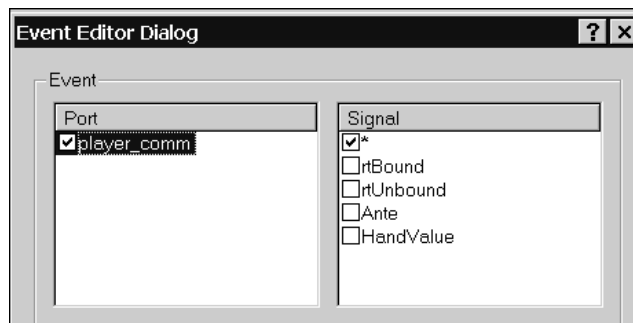 Event Editor Dialog ? ×
Event
Port
player_comm
Signal
*
rtBound
rtUnbound
Ante
HandValue